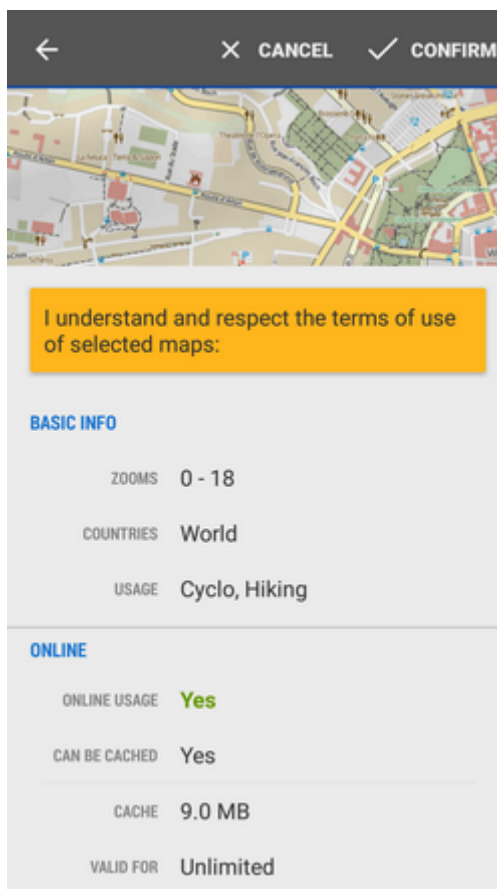 CANCEL CONFIRM
I understand and respect the terms of use
of selected maps:
BASIC INFO
ZOOMS 0 - 18
COUNTRIES World
USAGE Cyclo, Hiking
ONLINE
ONLINE USAGE Yes
CAN BE CACHED Yes
CACHE 9.0 MB
VALID FOR Unlimited